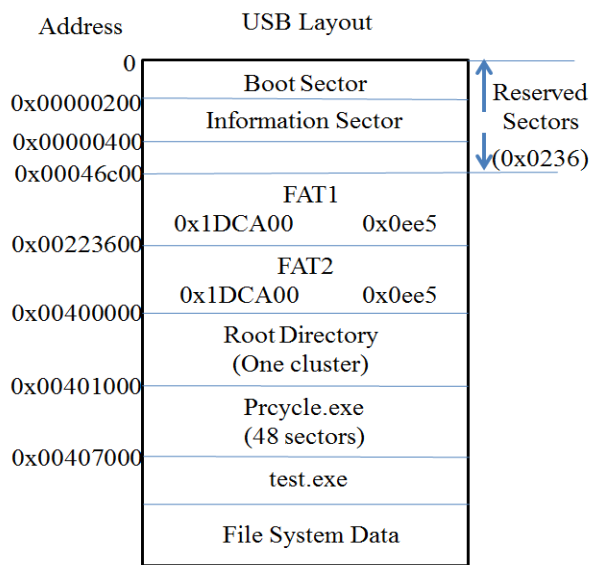 Address USB Layout
0
Boot Sector
0x00000200
Reserved
Information Sector
Sectors
0x00000400
(0x0236)
0x00046c00
FAT1
0x1DCA00 0x0ee5
0x00223600
FAT2
0x1DCA00 0x0ee5
0x00400000
Root Directory
(One cluster)
0x00401000
Prcycle.exe
(48 sectors)
0x00407000
test.exe
File System Data